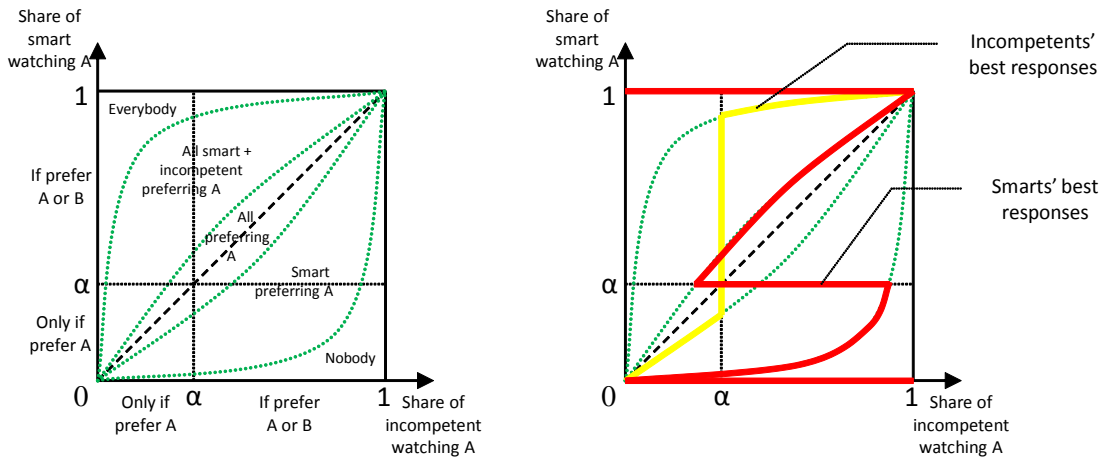 Share of
smart
watching A
1
Everybody
All smart +
incompetent
preferring A
If prefer
A or B
All
preferring
A
α
Smart
preferring A
Only if
prefer A
Nobody
0
Only if
prefer A
α
If prefer
A or B
1
Share of
incompetent
watching A
Share of
smart
watching A
Incompetents’
best responses
1
Smarts’ best
responses
α
0
α
1
Share of
incompetent
watching A